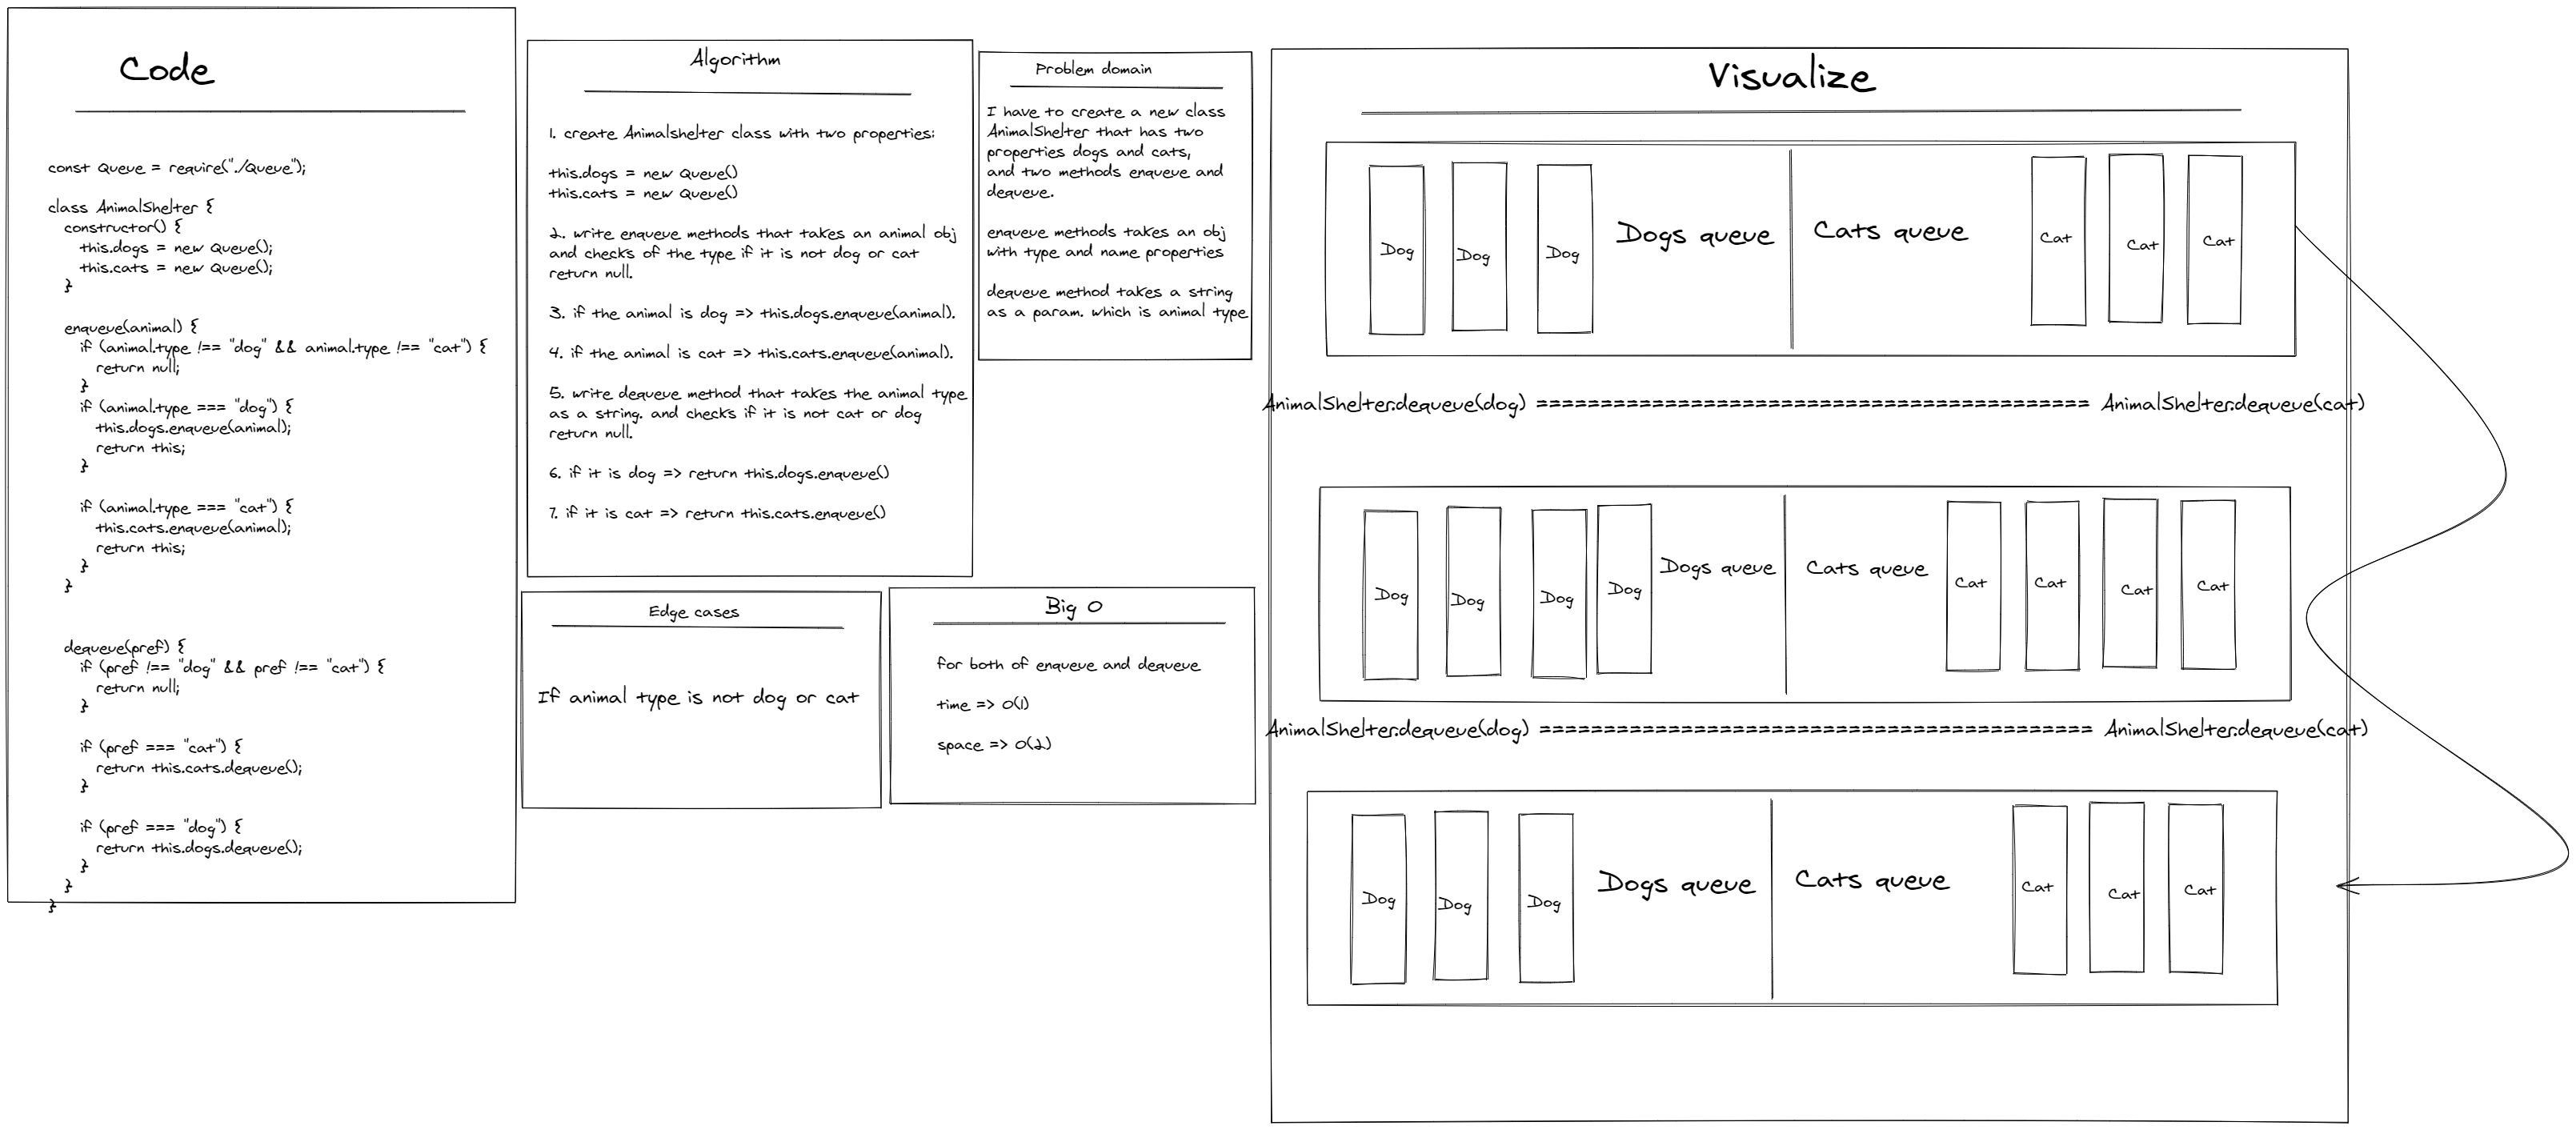 Code
const Queue = require("./Queue");
class AnimalShelter {
constructor() {
this.dogs = new Queue();
this.cats = new Queue();
}
enqueue(animal) {
if (animal.type !== "dog" && animal.type !== "cat") {
return null;
}
if (animal.type === "dog") {
this.dogs.enqueue(animal);
return this;
}
if (animal.type === "cat") {
this.cats.enqueue(animal);
return this;
}
}
dequeue(pref) {
if (pref !== "dog" && pref !== "cat") {
return null;
}
if (pref === "cat") {
return this.cats.dequeue();
}
if (pref === "dog") {
return this.dogs.dequeue();
}
}
}
Algorithm
1. create Animalshelter class with two properties:
this.dogs = new Queue()
this.cats = new Queue()
2. write enqueue methods that takes an animal obj
and checks of the type if it is not dog or cat
return null.
3. if the animal is dog => this.dogs.enqueue(animal).
4. if the animal is cat => this.cats.enqueue(animal).
5. write dequeue method that takes the animal type
as a string. and checks if it is not cat or dog
return null.
6. if it is dog => return this.dogs.enqueue()
7. if it is cat => return this.cats.enqueue()
Problem domain
I have to create a new class
AnimalShelter that has two
properties dogs and cats,
and two methods enqueue and
dequeue.
enqueue methods takes an obj
with type and name properties
dequeue method takes a string
as a param. which is animal type
Edge cases
If animal type is not dog or cat
Big O
for both of enqueue and dequeue
time => O(1)
space => O(2)
Visualize
Dog
Dog
Dog
Dogs queue
Cats queue
Cat
Cat
Cat
AnimalShelter.dequeue(dog) =========================================== AnimalShelter.dequeue(cat)
Dog
Dog
Dog
Dog
Dogs queue
Cats queue
Cat
Cat
Cat
Cat
AnimalShelter.dequeue(dog) =========================================== AnimalShelter.dequeue(cat)
Dog
Dog
Dog
Dogs queue
Cats queue
Cat
Cat
Cat